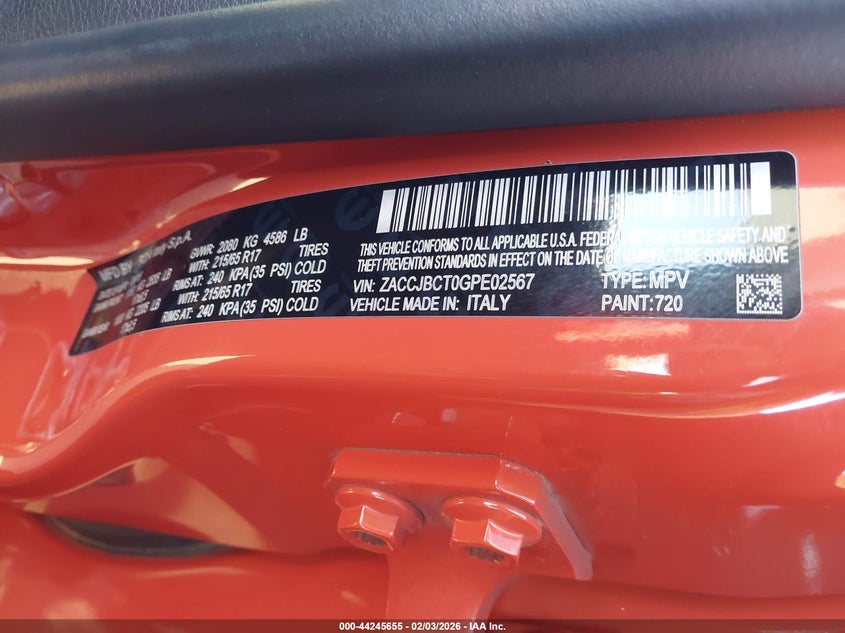 S.p.A.
GVWR: 2080 KG 4586 LB
WITH: 215/65 R17 TIRES
RIMS AT: 240 KPA(35 PSI) COLD
WITH: 215/65 R17 TIRES
RIMS AT: 240 KPA(35 PSI) COLD
THIS VEHICLE CONFORMS TO ALL APPLICABLE U.S.A. FEDERAL MOTOR VEHICLE SAFETY AND
THEFT PREVENTION STANDARDS IN EFFECT ON THE DATE OF MANUFACTURE SHOWN ABOVE
VIN: ZACCJBCT0GPE02567 TYPE:MPV
VEHICLE MADE IN: ITALY PAINT:720
000-44245655 - 02/03/2026 - IAA Inc.